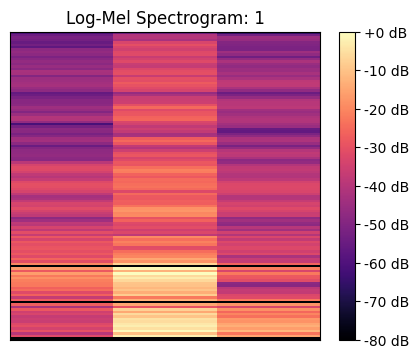 Log-Mel Spectrogram: 1
+0 dB
-10 dB
-20 dB
-30 dB
-40 dB
-50 dB
-60 dB
-70 dB
-80 dB